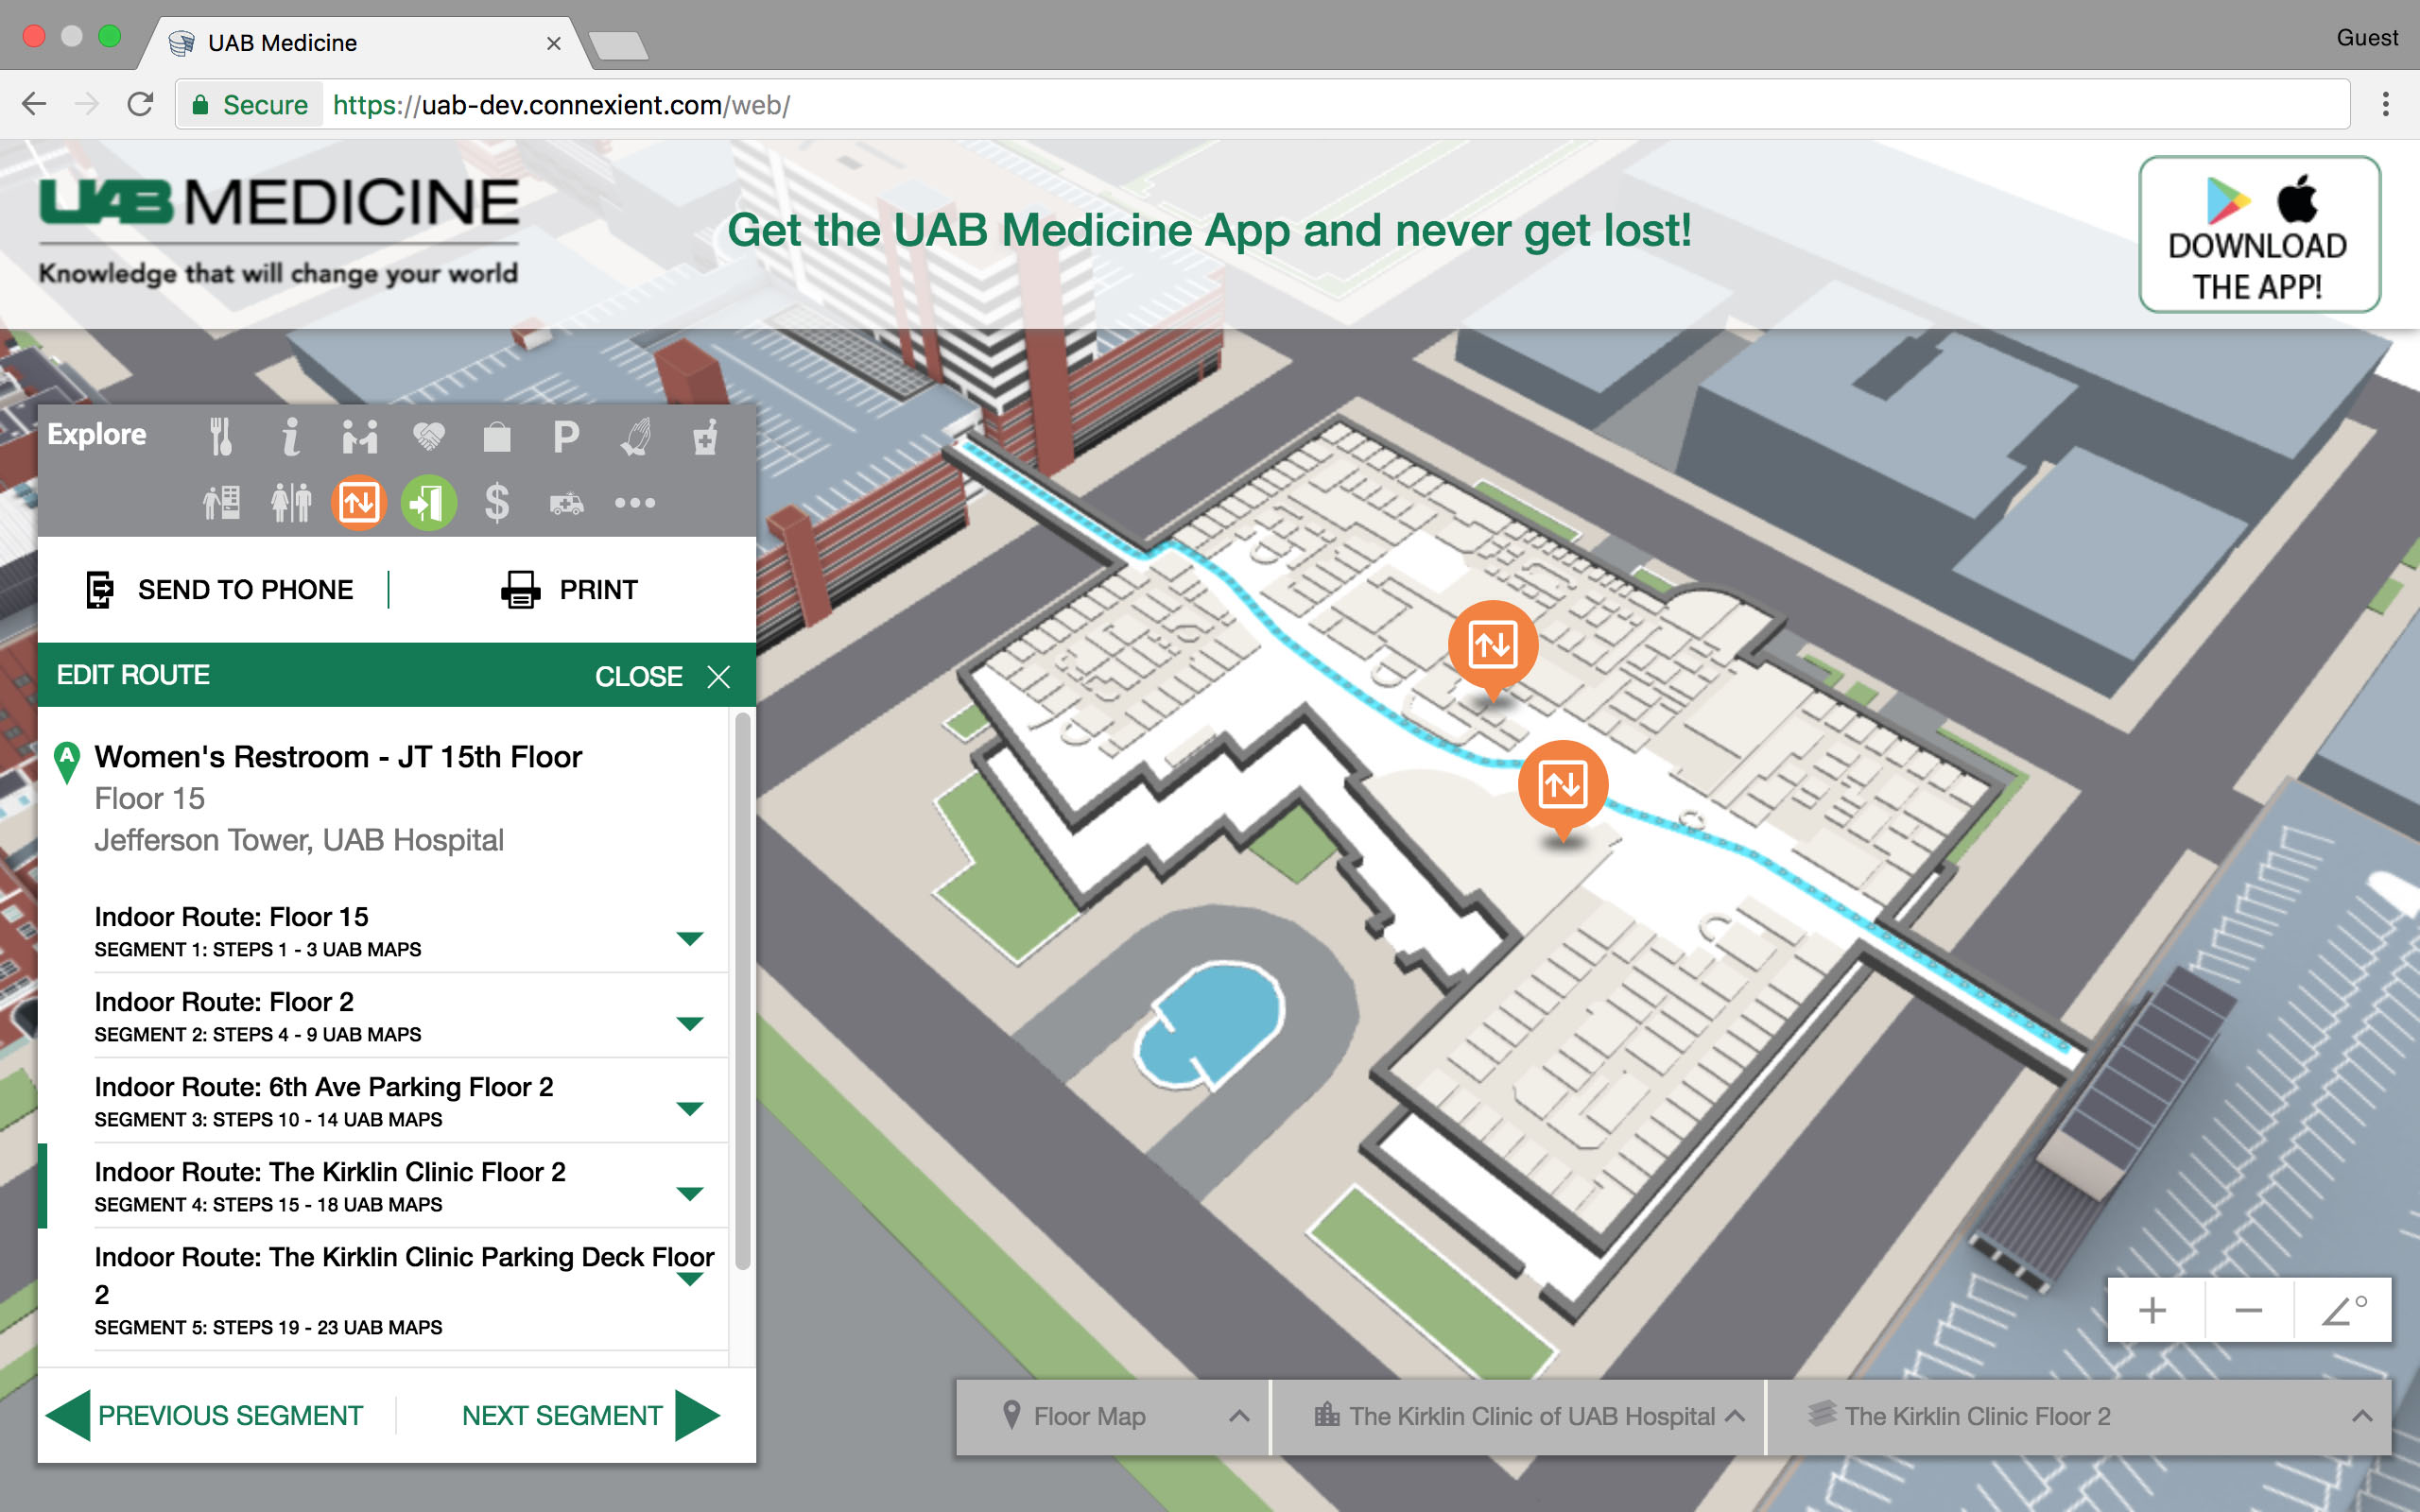 UAB Medicine
Guest
Secure https://uab-dev.connexient.com/web/
UAB MEDICINE
Knowledge that will change your world
Get the UAB Medicine App and never get lost!
DOWNLOAD
THE APP!
Explore
P
$
SEND TO PHONE
PRINT
EDIT ROUTE
CLOSE
A
Women's Restroom - JT 15th Floor
Floor 15
Jefferson Tower, UAB Hospital
Indoor Route: Floor 15
SEGMENT 1: STEPS 1 - 3 UAB MAPS
Indoor Route: Floor 2
SEGMENT 2: STEPS 4 - 9 UAB MAPS
Indoor Route: 6th Ave Parking Floor 2
SEGMENT 3: STEPS 10 - 14 UAB MAPS
Indoor Route: The Kirklin Clinic Floor 2
SEGMENT 4: STEPS 15 - 18 UAB MAPS
Indoor Route: The Kirklin Clinic Parking Deck Floor
2
SEGMENT 5: STEPS 19 - 23 UAB MAPS
PREVIOUS SEGMENT
NEXT SEGMENT
Floor Map
The Kirklin Clinic of UAB Hospital
The Kirklin Clinic Floor 2